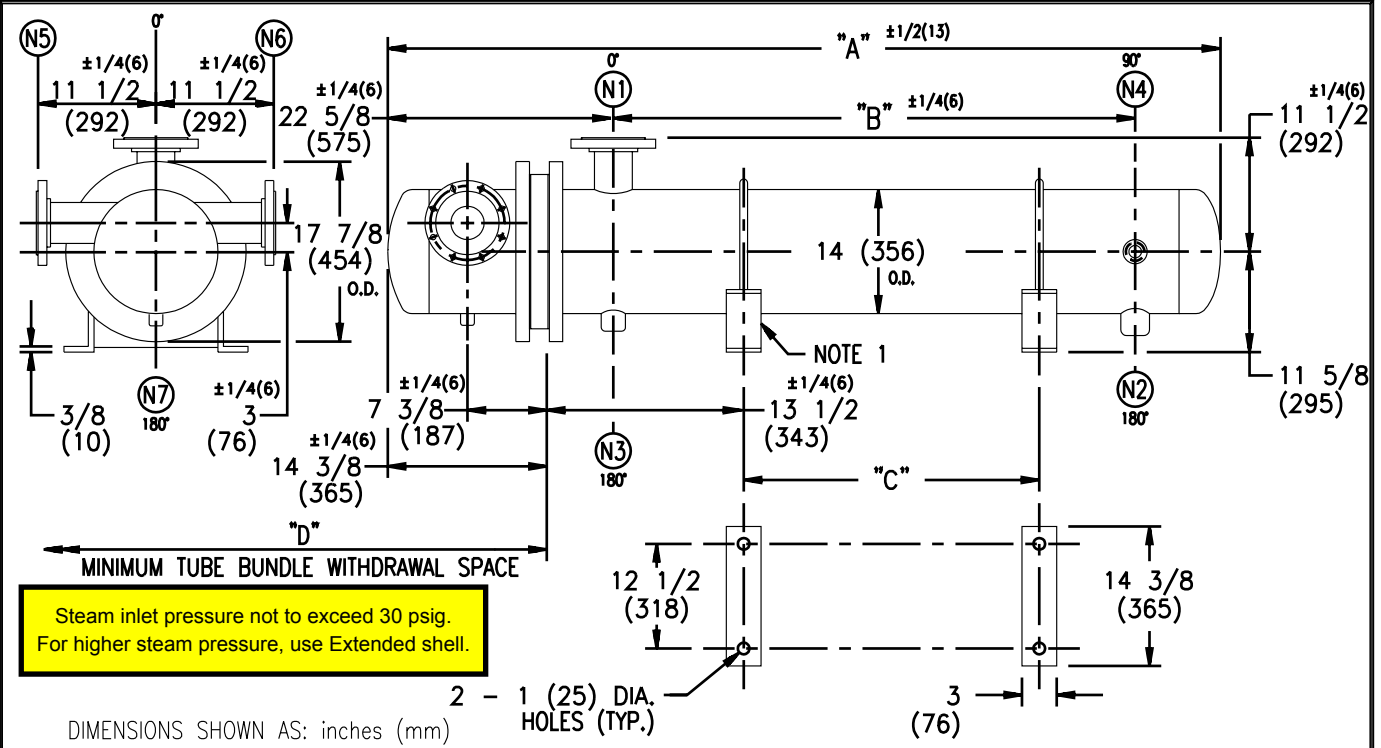 N5
0°
N6
±1/4(6)
±1/4(6)
11 1/2
(292)
11 1/2
(292)
±1/4(6)
22 5/8
(575)
"A" ±1/2(13)
0°
N1
"B" ±1/4(6)
90°
N4
±1/4(6)
11 1/2
(292)
17 7/8
(454)
O.D.
14 (356)
O.D.
NOTE 1
3/8
(10)
N7
180°
±1/4(6)
3
(76)
±1/4(6)
7 3/8
(187)
±1/4(6)
13 1/2
(343)
N2
180°
11 5/8
(295)
±1/4(6)
14 3/8
(365)
N3
180°
"C"
"D"
MINIMUM TUBE BUNDLE WITHDRAWAL SPACE
12 1/2
(318)
14 3/8
(365)
Steam inlet pressure not to exceed 30 psig.
For higher steam pressure, use Extended shell.
2 - 1 (25) DIA.
HOLES (TYP.)
3
(76)
DIMENSIONS SHOWN AS: inches (mm)